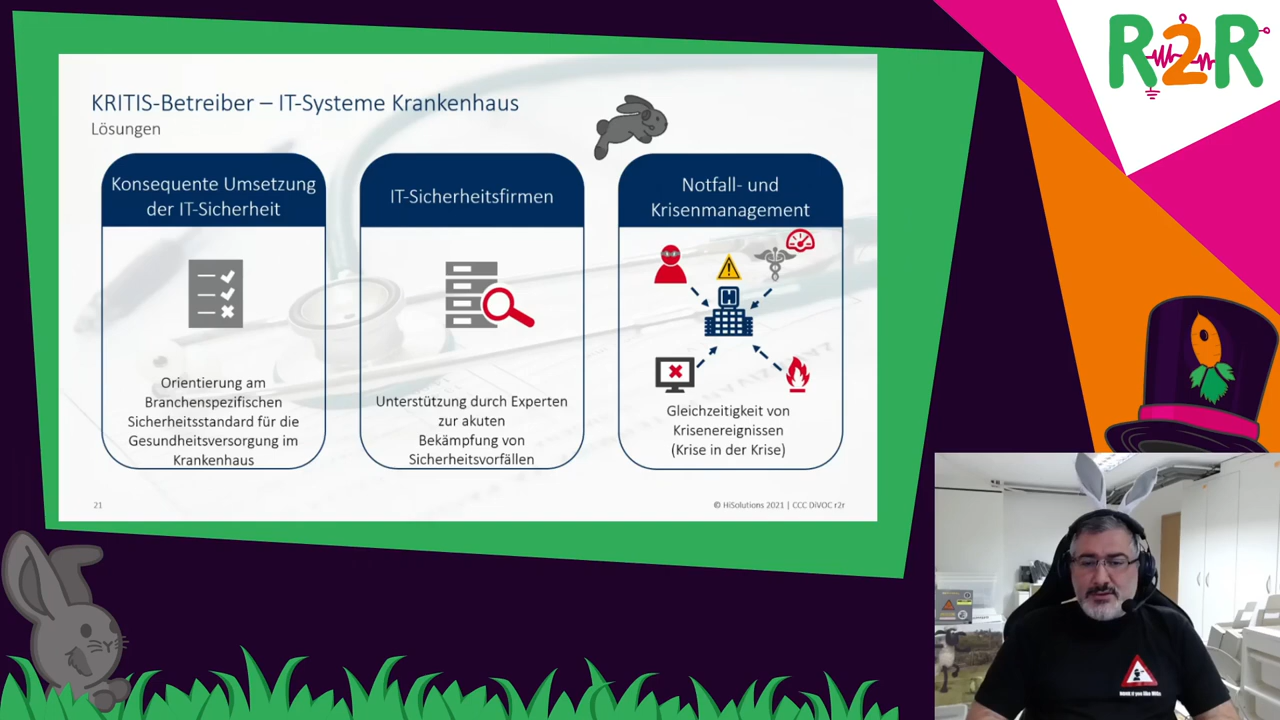 R2R
KRITIS-Betreiber – IT-Systeme Krankenhaus
Lösungen
Konsequente Umsetzung
der IT-Sicherheit
Orientierung am
Branchenspezifischen
Sicherheitsstandard für die
Gesundheitsversorgung im
Krankenhaus
IT-Sicherheitsfirmen
Unterstützung durch Experten
zur akuten
Bekämpfung von
Sicherheitsvorfällen
Notfall- und
Krisenmanagement
H
Gleichzeitigkeit von
Krisenereignissen
(Krise in der Krise)
21
© HiSolutions 2021 | CCC DiVOC r2r